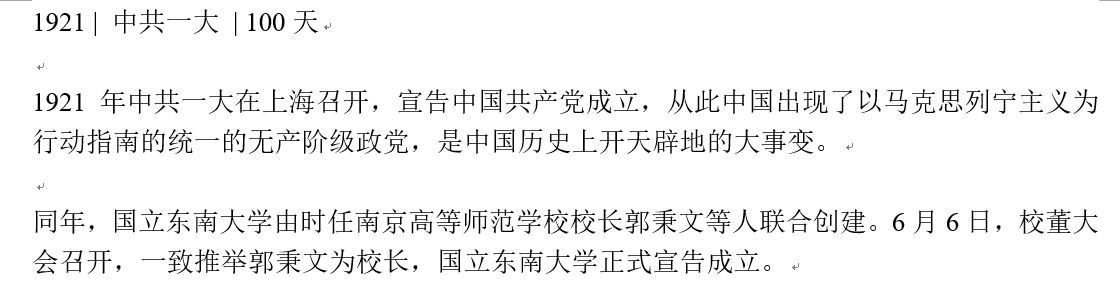 1921 | 中共一大 | 100 天
1921 年中共一大在上海召开，宣告中国共产党成立，从此中国出现了以马克思列宁主义为
行动指南的统一的无产阶级政党，是中国历史上开天辟地的大事变。
同年，国立东南大学由时任南京高等师范学校校长郭秉文等人联合创建。6 月 6 日，校董大
会召开，一致推举郭秉文为校长，国立东南大学正式宣告成立。